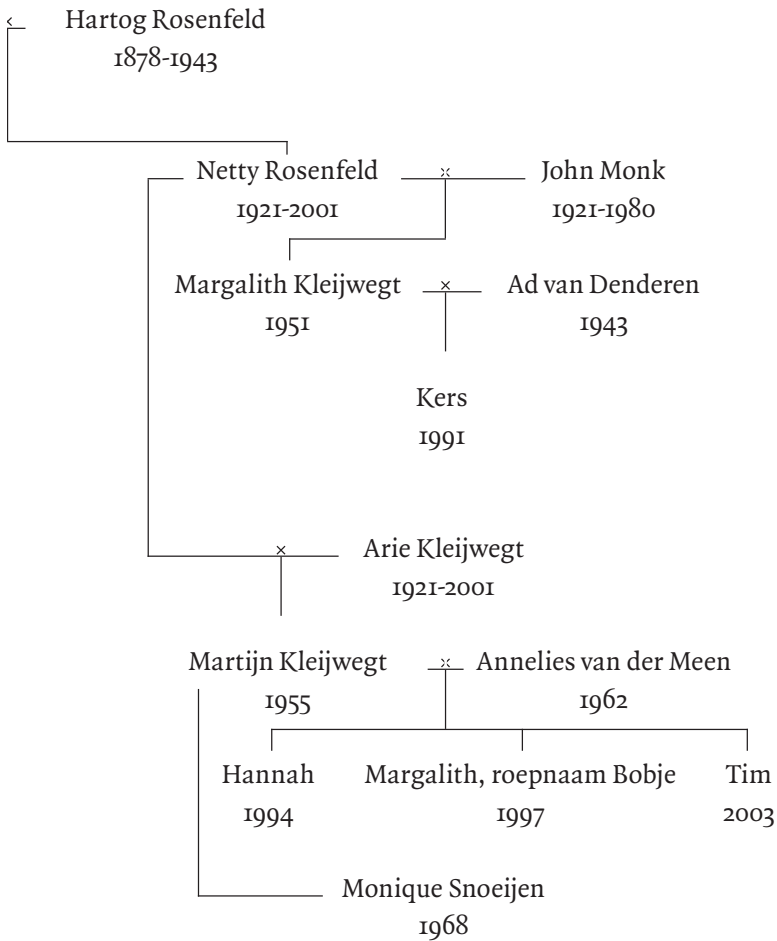 Hartog Rosenfeld
1878-1943
Netty Rosenfeld
1921-2001
John Monk
1921-1980
Margalith Kleijwegt
1951
Ad van Denderen
1943
Kers
1991
Arie Kleijwegt
1921-2001
Martijn Kleijwegt
1955
Annelies van der Meen
1962
Hannah
1994
Margalith, roepnaam Bobje
1997
Tim
2003
Monique Snoeijen
1968